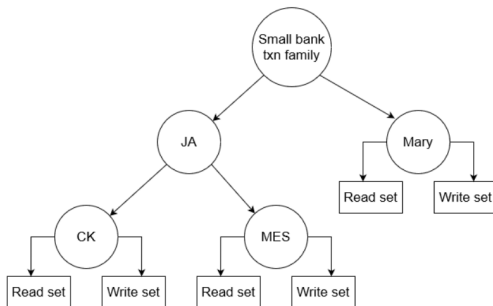 Small bank
txn family
JA
Mary
Read set
Write set
CK
MES
Read set
Write set
Read set
Write set